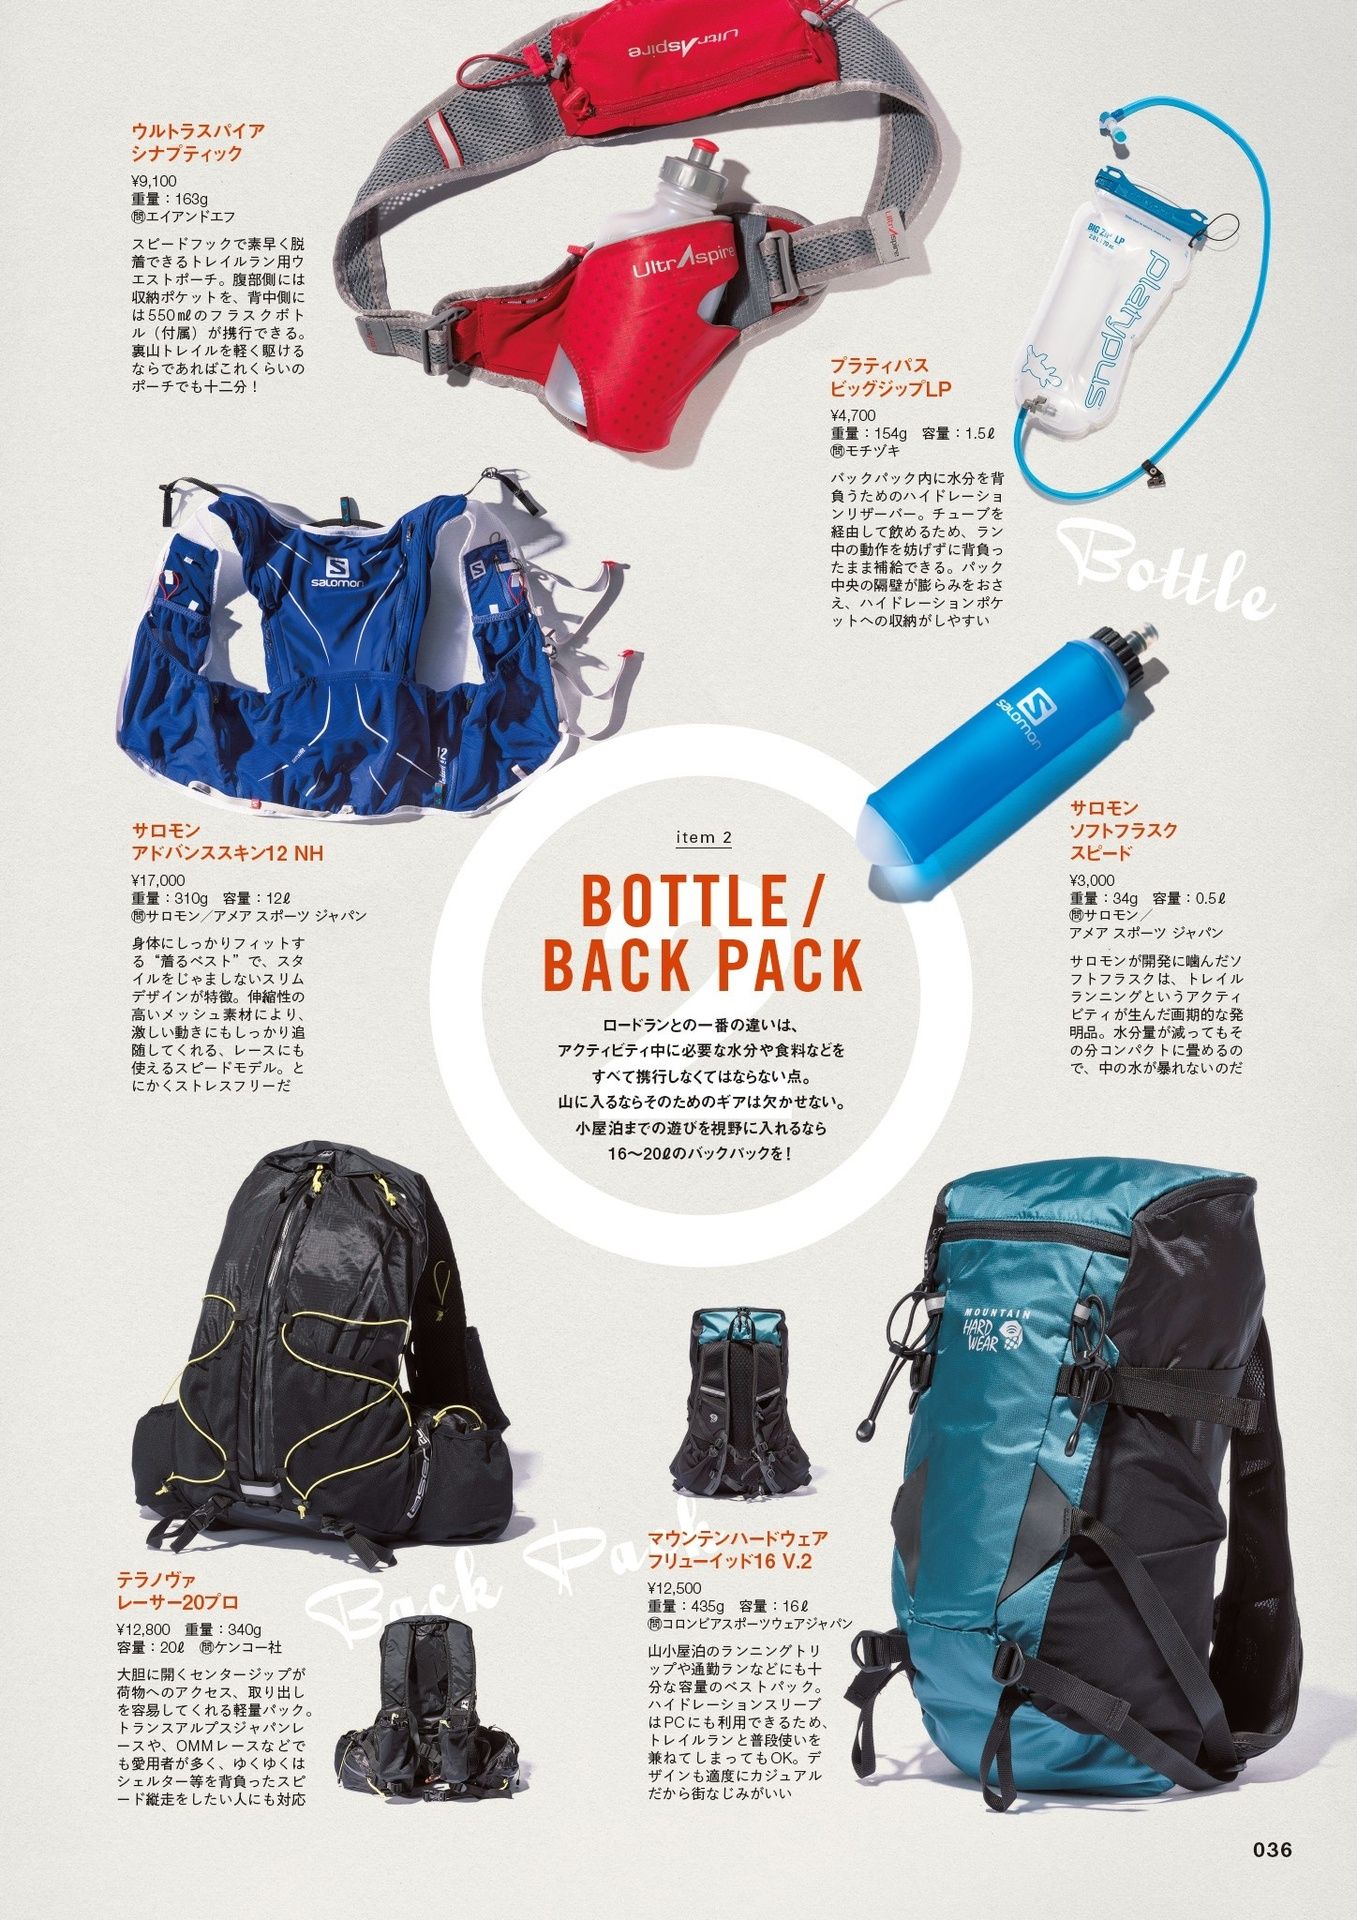 UltrAspire
UltrAspire
UltrAspire
ウルトラスパイア
シナプティック
¥9,100
重量：163g
㉄エイアンドエフ
スピードフックで素早く脱
着できるトレイルラン用ウ
エストポーチ。腹部側には
収納ポケットを、背中側に
は550㎖のフラスクボト
ル（付属）が携行できる。
裏山トレイルを軽く駆ける
ならであればこれくらいの
ポーチでも十二分！
BIG ZIP LP
2.0L / 70 oz.
platypus
プラティパス
ビッグジップLP
¥4,700
重量：154g　容量：1.5ℓ
㉄モチヅキ
バックパック内に水分を背
負うためのハイドレーショ
ンリザーバー。チューブを
経由して飲めるため、ラン
中の動作を妨げずに背負っ
たまま補給できる。パック
中央の隔壁が膨らみをおさ
え、ハイドレーションポケ
ットへの収納がしやすい
Bottle
S
salomon
S
12
サロモン
アドバンススキン12 NH
¥17,000
重量：310g　容量：12ℓ
㉄サロモン／アメア スポーツ ジャパン
身体にしっかりフィットす
る“着るベスト”で、スタ
イルをじゃましないスリム
デザインが特徴。伸縮性の
高いメッシュ素材により、
激しい動きにもしっかり追
随してくれる、レースにも
使えるスピードモデル。と
にかくストレスフリーだ
item 2
2
BOTTLE /
BACK PACK
ロードランとの一番の違いは、
アクティビティ中に必要な水分や食料などを
すべて携行しなくてはならない点。
山に入るならそのためのギアは欠かせない。
小屋泊までの遊びを視野に入れるなら
16〜20ℓのバックパックを！
S
salomon
サロモン
ソフトフラスク
スピード
¥3,000
重量：34g　容量：0.5ℓ
㉄サロモン／
アメア スポーツ ジャパン
サロモンが開発に噛んだソ
フトフラスクは、トレイル
ランニングというアクティ
ビティが生んだ画期的な発
明品。水分量が減ってもそ
の分コンパクトに畳めるの
で、中の水が暴れないのだ
Back Pack
テラノヴァ
レーサー20プロ
¥12,800　重量：340g
容量：20ℓ　㉄ケンコー社
大胆に開くセンタージップが
荷物へのアクセス、取り出し
を容易してくれる軽量パック。
トランスアルプスジャパンレ
ースや、OMMレースなどで
も愛用者が多く、ゆくゆくは
シェルター等を背負ったスピ
ード縦走をしたい人にも対応
マウンテンハードウェア
フリューイッド16 V.2
¥12,500
重量：435g　容量：16ℓ
㉄コロンビアスポーツウェアジャパン
山小屋泊のランニングトリ
ップや通勤ランなどにも十
分な容量のベストパック。
ハイドレーションスリーブ
はPCにも利用できるため、
トレイルランと普段使いを
兼ねてしまってもOK。デ
ザインも適度にカジュアル
だから街なじみがいい
MOUNTAIN
HARD
WEAR
036